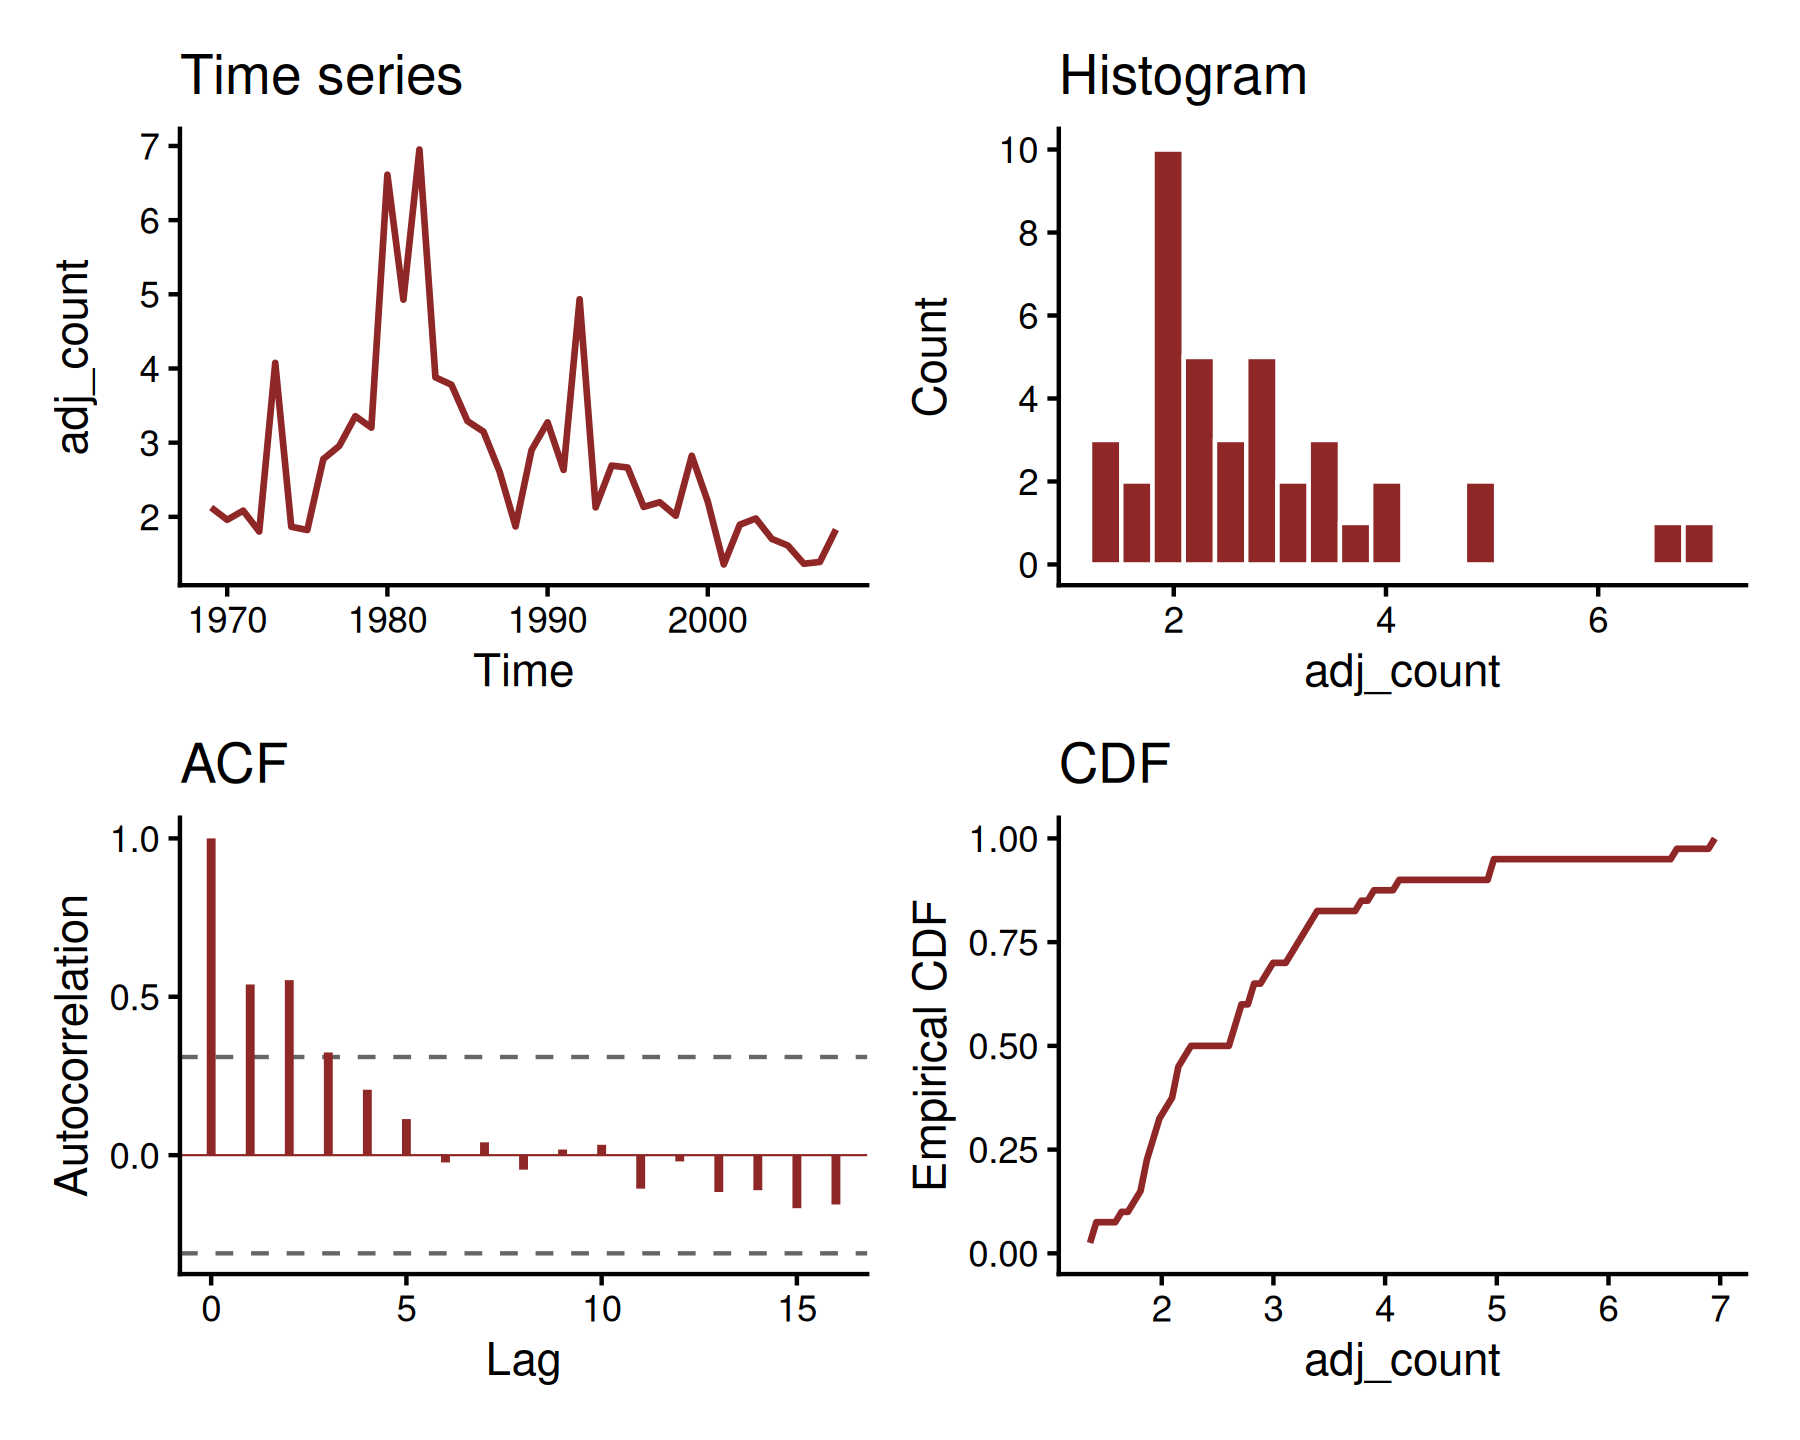 Time series
adj_count
7
6
5
4
3
2
1970 1980 1990 2000
Time
Histogram
Count
10
8
6
4
2
0
2 4 6
adj_count
ACF
Autocorrelation
1.0
0.5
0.0
0 5 10 15
Lag
CDF
Empirical CDF
1.00
0.75
0.50
0.25
0.00
2 3 4 5 6 7
adj_count